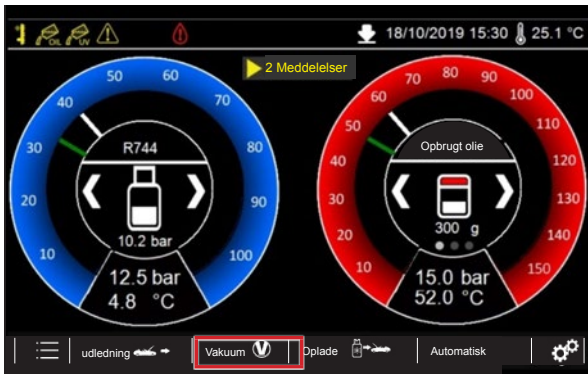 OIL UV 18/10/2019 15:30 25.1 °C
2 Meddelelser
10 20 30 40 50 60 70 80 90 100
R744
10.2 bar
12.5 bar
4.8 °C
10 20 30 40 50 60 70 80 90 100 110 120 130 140 150
Opbrugt olie
300 g
15.0 bar
52.0 °C
udledning Vakuum V Oplade Automatisk